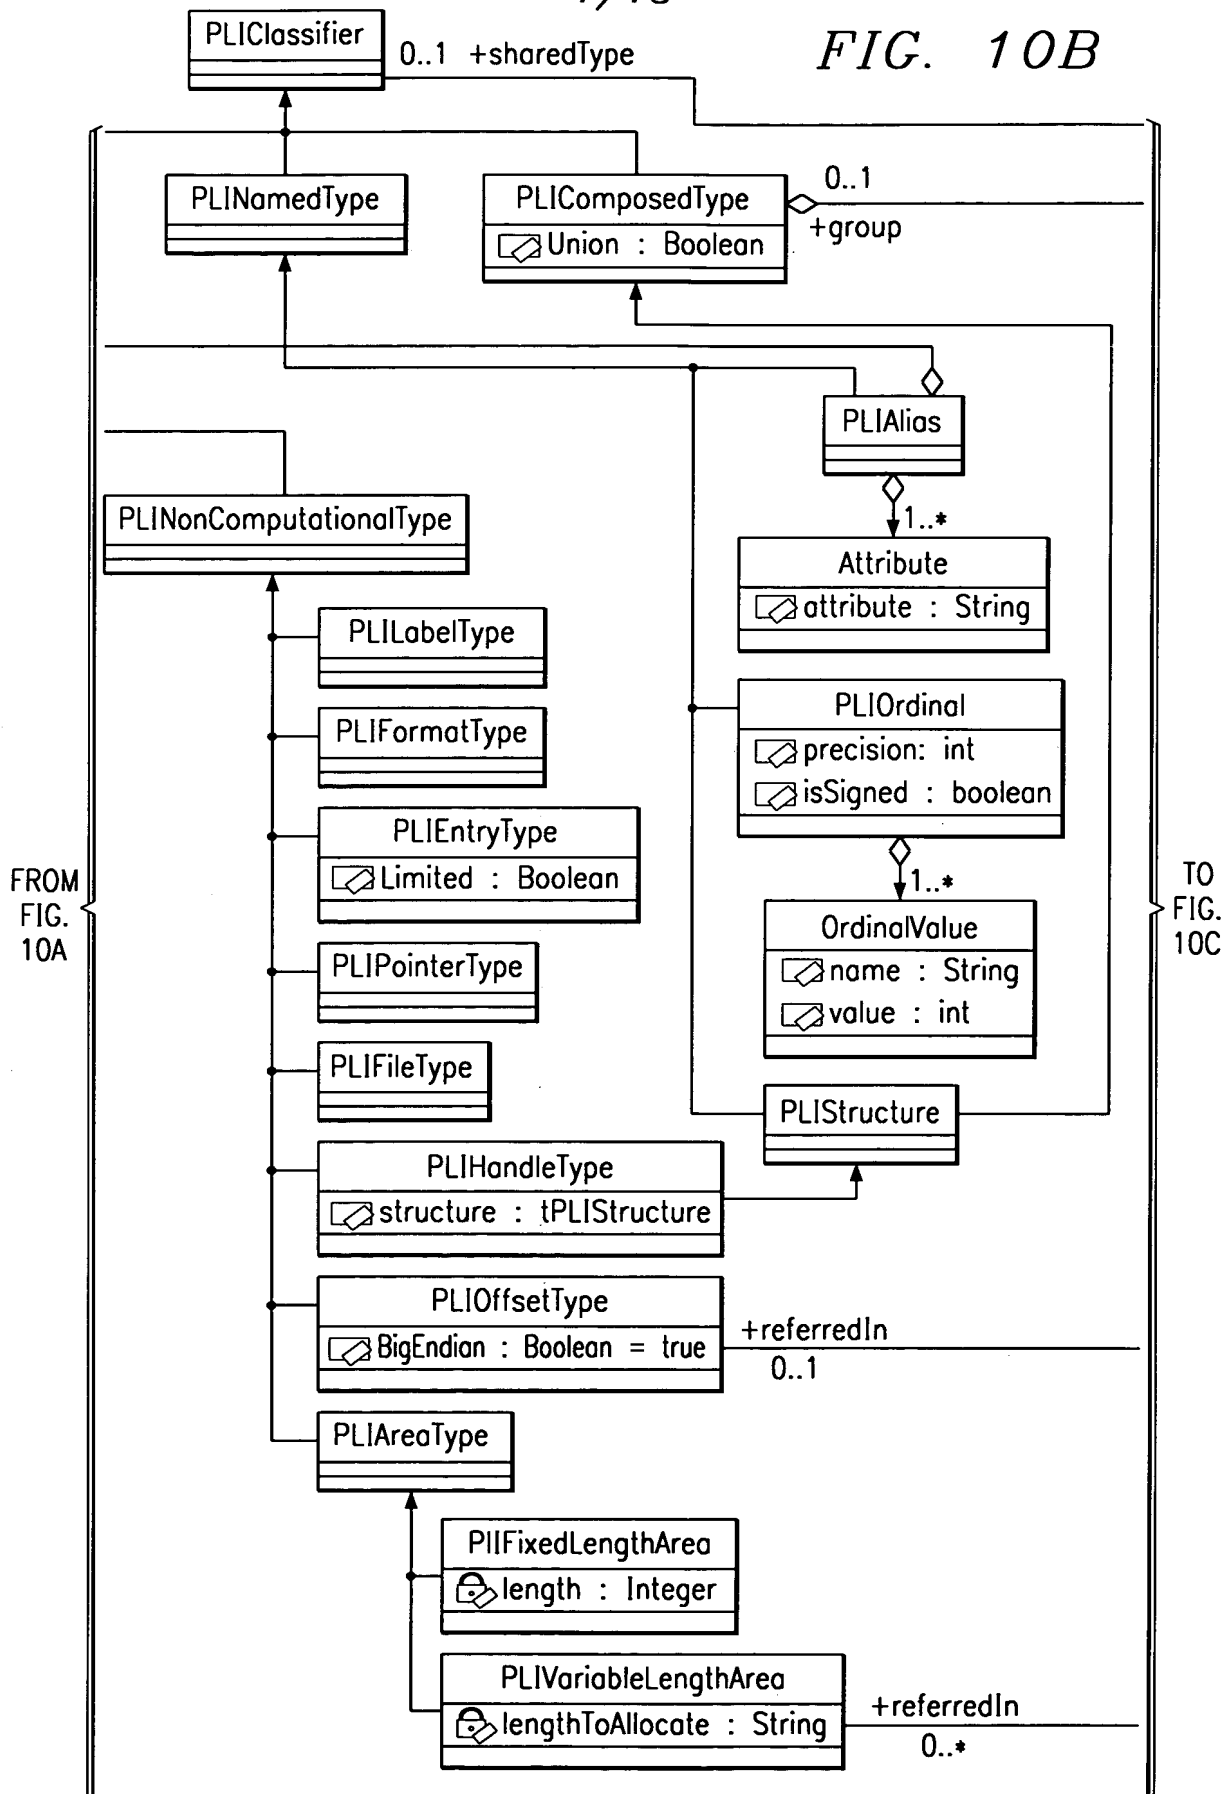 FIG. 10B
PLIClassifier
0..1 +sharedType
PLINamedType
PLIComposedType
Union : Boolean
0..1
+group
PLIAlias
1..*
PLINonComputationalType
Attribute
attribute : String
PLILabelType
PLIOrdinal
precision: int
isSigned : boolean
PLIFormatType
PLIEntryType
Limited : Boolean
1..*
FROM
FIG.
10A
TO
FIG.
10C
OrdinalValue
name : String
value : int
PLIPointerType
PLIFileType
PLIStructure
PLIHandleType
structure : tPLIStructure
PLIOffsetType
BigEndian : Boolean = true
+referredIn
0..1
PLIAreaType
PIIFixedLengthArea
length : Integer
PLIVariableLengthArea
lengthToAllocate : String
+referredIn
0..*